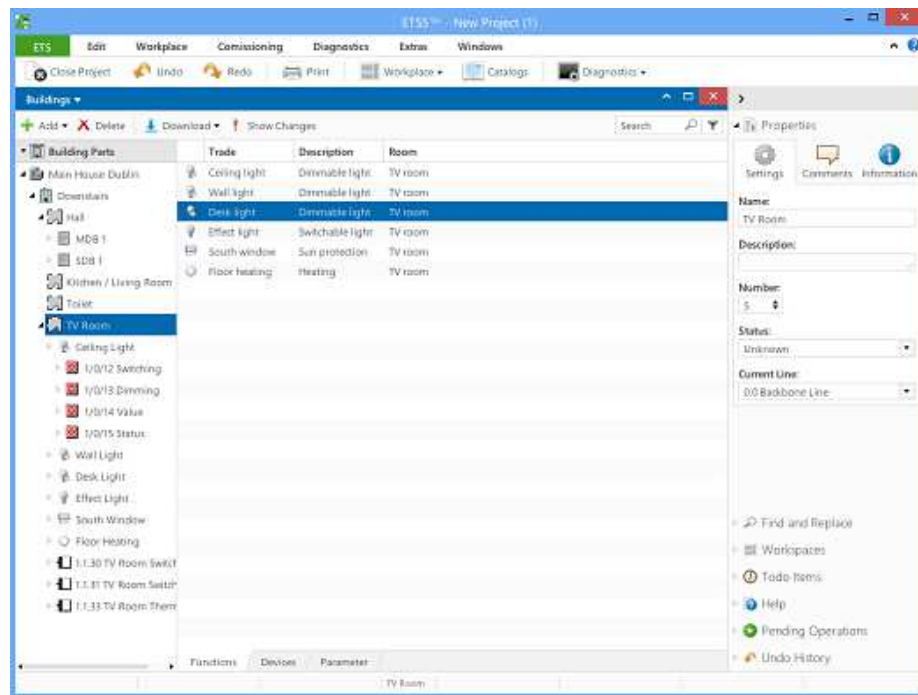 ETS5™ - New Project (1)
ETS Edit Workplace Comissioning Diagnostics Extras Windows
Close Project Undo Redo Print Workplace Catalogs Diagnostics
Buildings
Add Delete Download Show Changes Search
Properties
Building Parts
Trade Description Room
Settings Comments Information
Main House Dublin
Ceiling light Dimmable light TV room
Downstairs
Wall light Dimmable light TV room
Name:
Hall
Desk light Dimmable light TV room
TV Room
MDB 1
Effect light Switchable light TV room
Description:
SDB 1
South window Sun protection TV room
Kitchen / Living Room
Floor heating Heating TV room
Number:
Toilet
5
TV Room
Status:
Ceiling Light
Unknown
1/0/12 Switching
Current Line:
1/0/13 Dimming
0.0 Backbone Line
1/0/14 Value
1/0/15 Status
Wall Light
Desk Light
Effect Light
South Window
Find and Replace
Floor Heating
Workspaces
1.1.30 TV Room Switch
Todo Items
1.1.31 TV Room Switch
Help
1.1.33 TV Room Therm
Pending Operations
Undo History
Functions Devices Parameter
TV Room